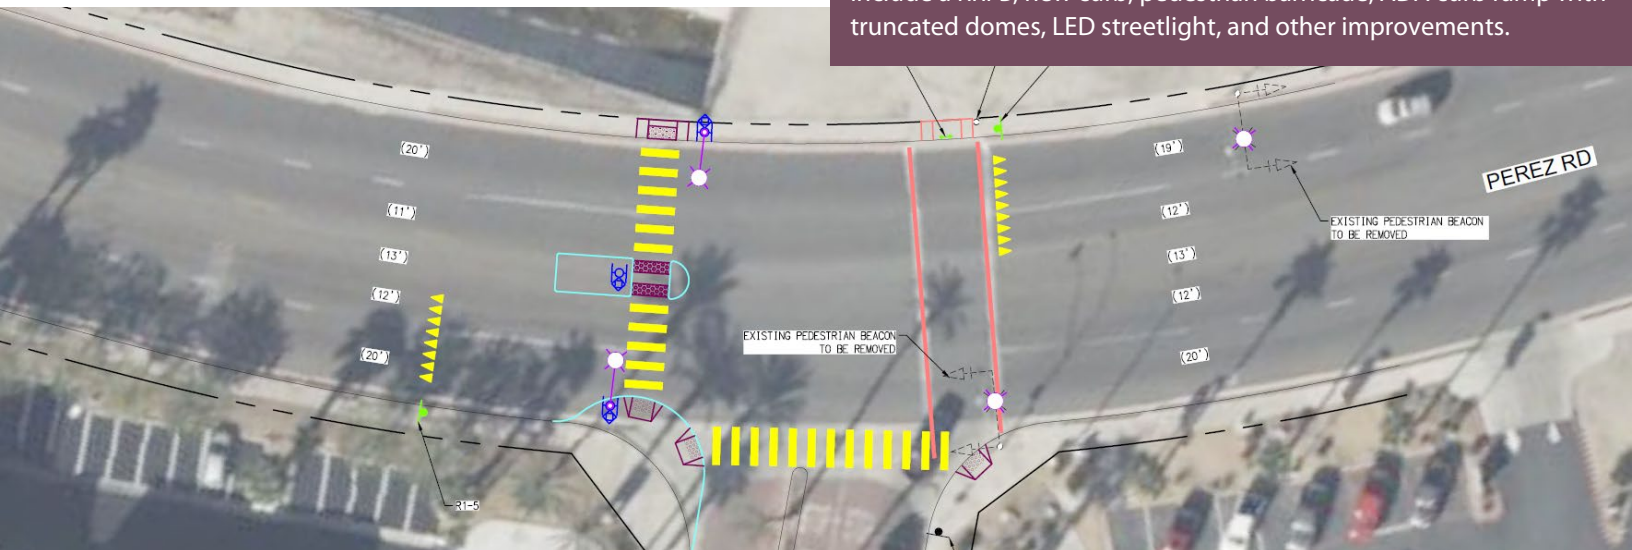 truncated domes, LED streetlight, and other improvements.
(20')
(11')
(13')
(12')
(20')
(19')
(12')
(13')
(12')
(20')
PEREZ RD
EXISTING PEDESTRIAN BEACON
TO BE REMOVED
EXISTING PEDESTRIAN BEACON
TO BE REMOVED
R1-5